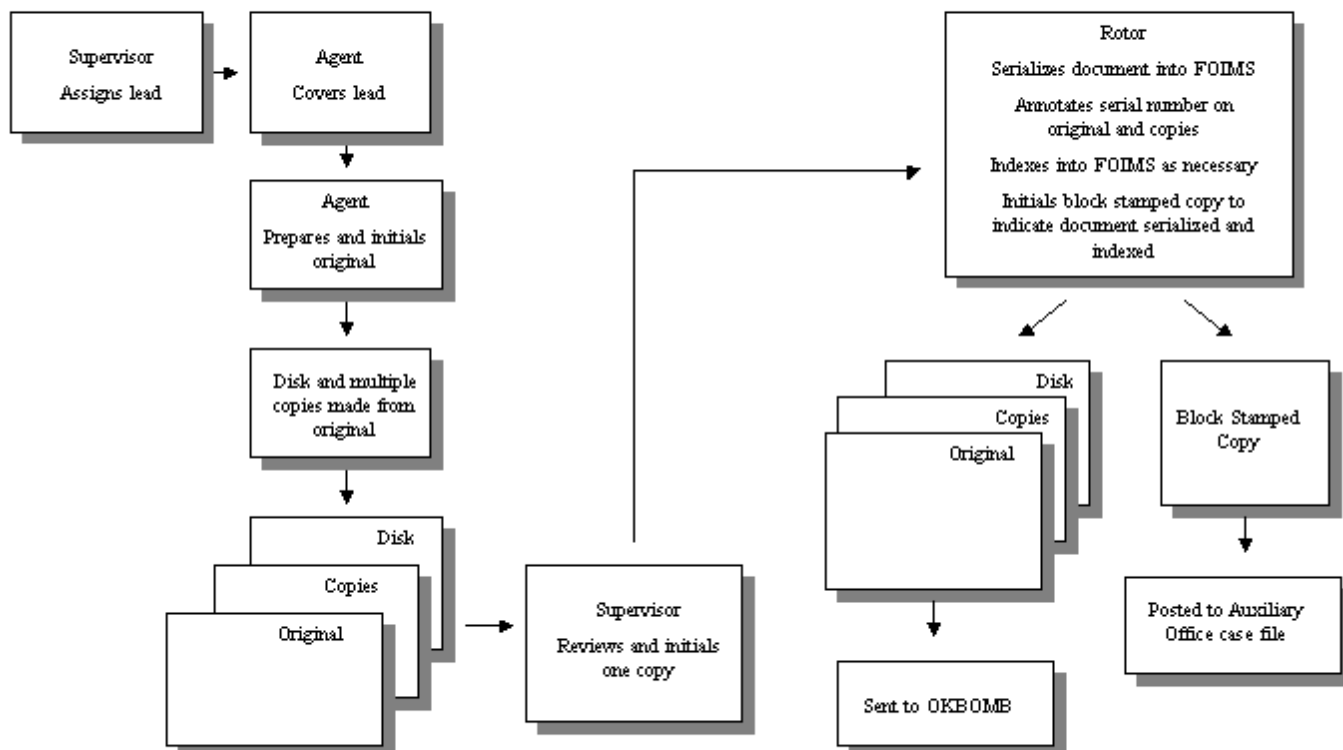 Supervisor
Assigns lead
Agent
Covers lead
Agent
Prepares and initials
original
Disk and multiple
copies made from
original
Disk
Copies
Original
Supervisor
Reviews and initials
one copy
Rotor
Serializes document into FOIMS
Annotates serial number on
original and copies
Indexes into FOIMS as necessary
Initials block stamped copy to
indicate document serialized and
indexed
Disk
Copies
Original
Sent to OKBOMB
Block Stamped
Copy
Posted to Auxiliary
Office case file